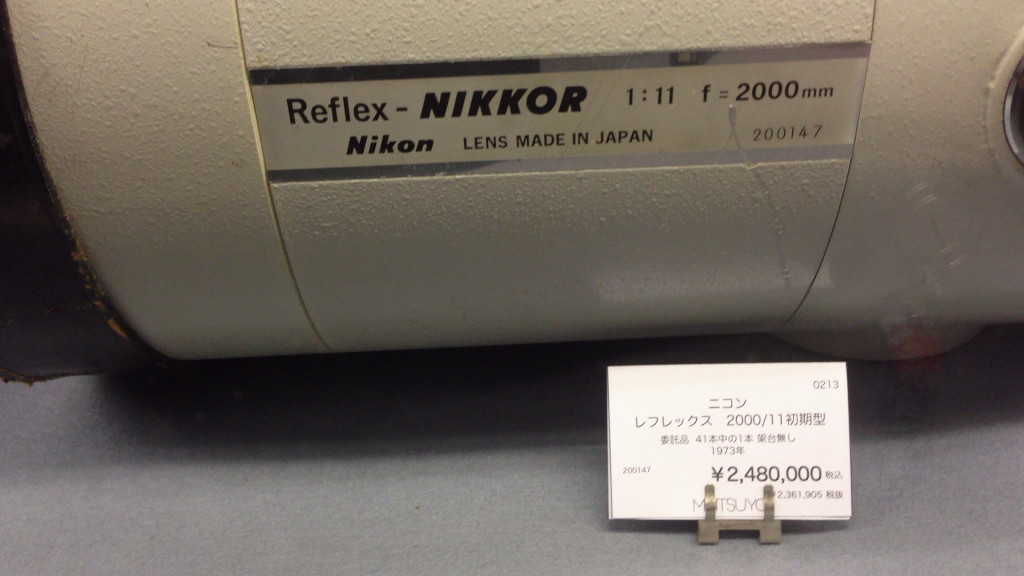 Reflex - NIKKOR 1:11 f = 2000mm
Nikon LENS MADE IN JAPAN 200147
0213
ニコン
レフレックス 2000/11初期型
委託品 41本中の1本 架台無し
1973年
200147 ¥2,480,000 税込
2,361,905 税抜